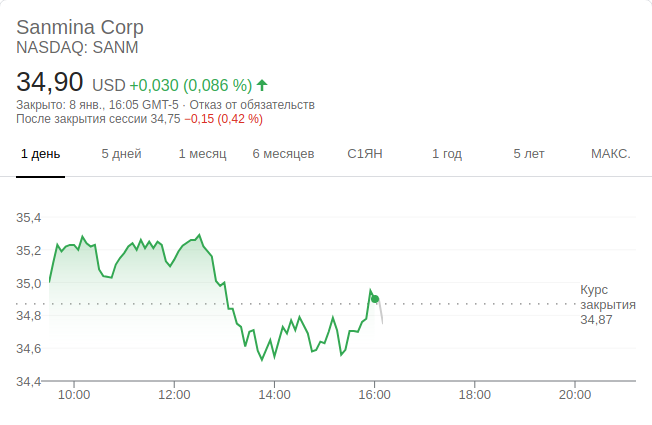 Sanmina Corp
NASDAQ: SANM
34,90 USD +0,030 (0,086 %)
Закрыто: 8 янв., 16:05 GMT-5 · Отказ от обязательств
После закрытия сессии 34,75 −0,15 (0,42 %)
1 день 5 дней 1 месяц 6 месяцев С1ЯН 1 год 5 лет МАКС.
35,4
35,2
35,0
34,8
34,6
34,4
Курс
закрытия
34,87
10:00 12:00 14:00 16:00 18:00 20:00